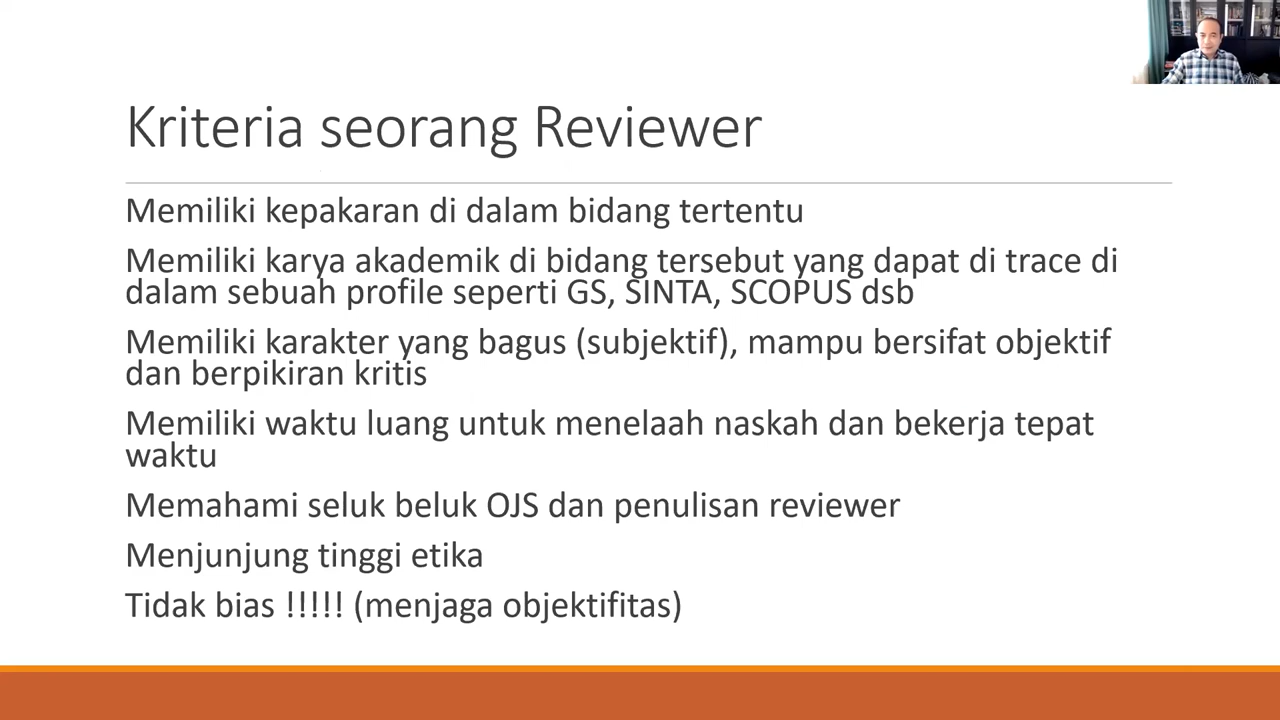 Kriteria seorang Reviewer
Memiliki kepakaran di dalam bidang tertentu
Memiliki karya akademik di bidang tersebut yang dapat di trace di
dalam sebuah profile seperti GS, SINTA, SCOPUS dsb
Memiliki karakter yang bagus (subjektif), mampu bersifat objektif
dan berpikiran kritis
Memiliki waktu luang untuk menelaah naskah dan bekerja tepat
waktu
Memahami seluk beluk OJS dan penulisan reviewer
Menjunjung tinggi etika
Tidak bias !!!!! (menjaga objektifitas)